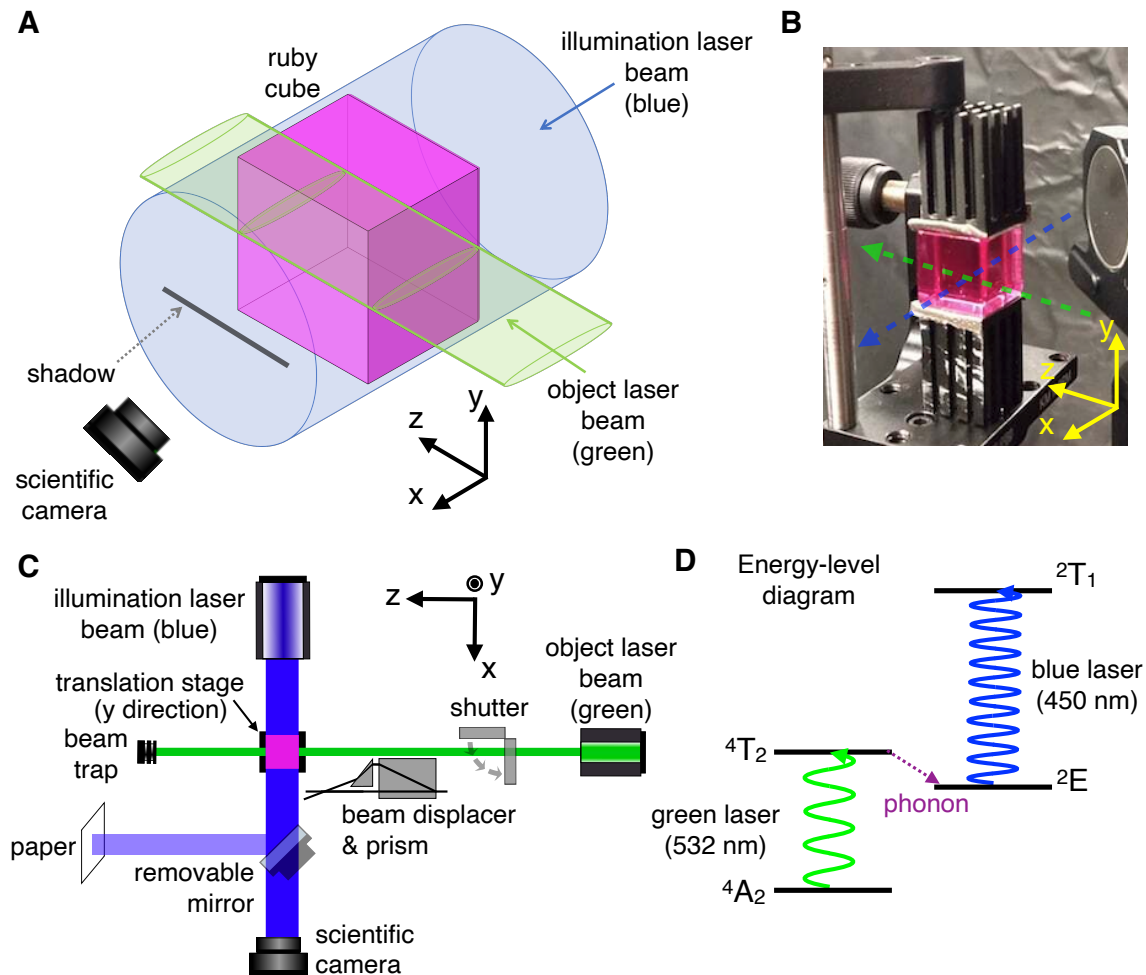 A
ruby
cube
illumination laser
beam
(blue)
shadow
scientific
camera
object laser
beam
(green)
y
z
x
B
y
z
x
C
illumination laser
beam (blue)
translation stage
(y direction)
beam
trap
z
y
x
shutter
object laser
beam
(green)
beam displacer
& prism
paper
removable
mirror
scientific
camera
D
Energy-level
diagram
²T₁
blue laser
(450 nm)
⁴T₂
phonon
²E
green laser
(532 nm)
⁴A₂